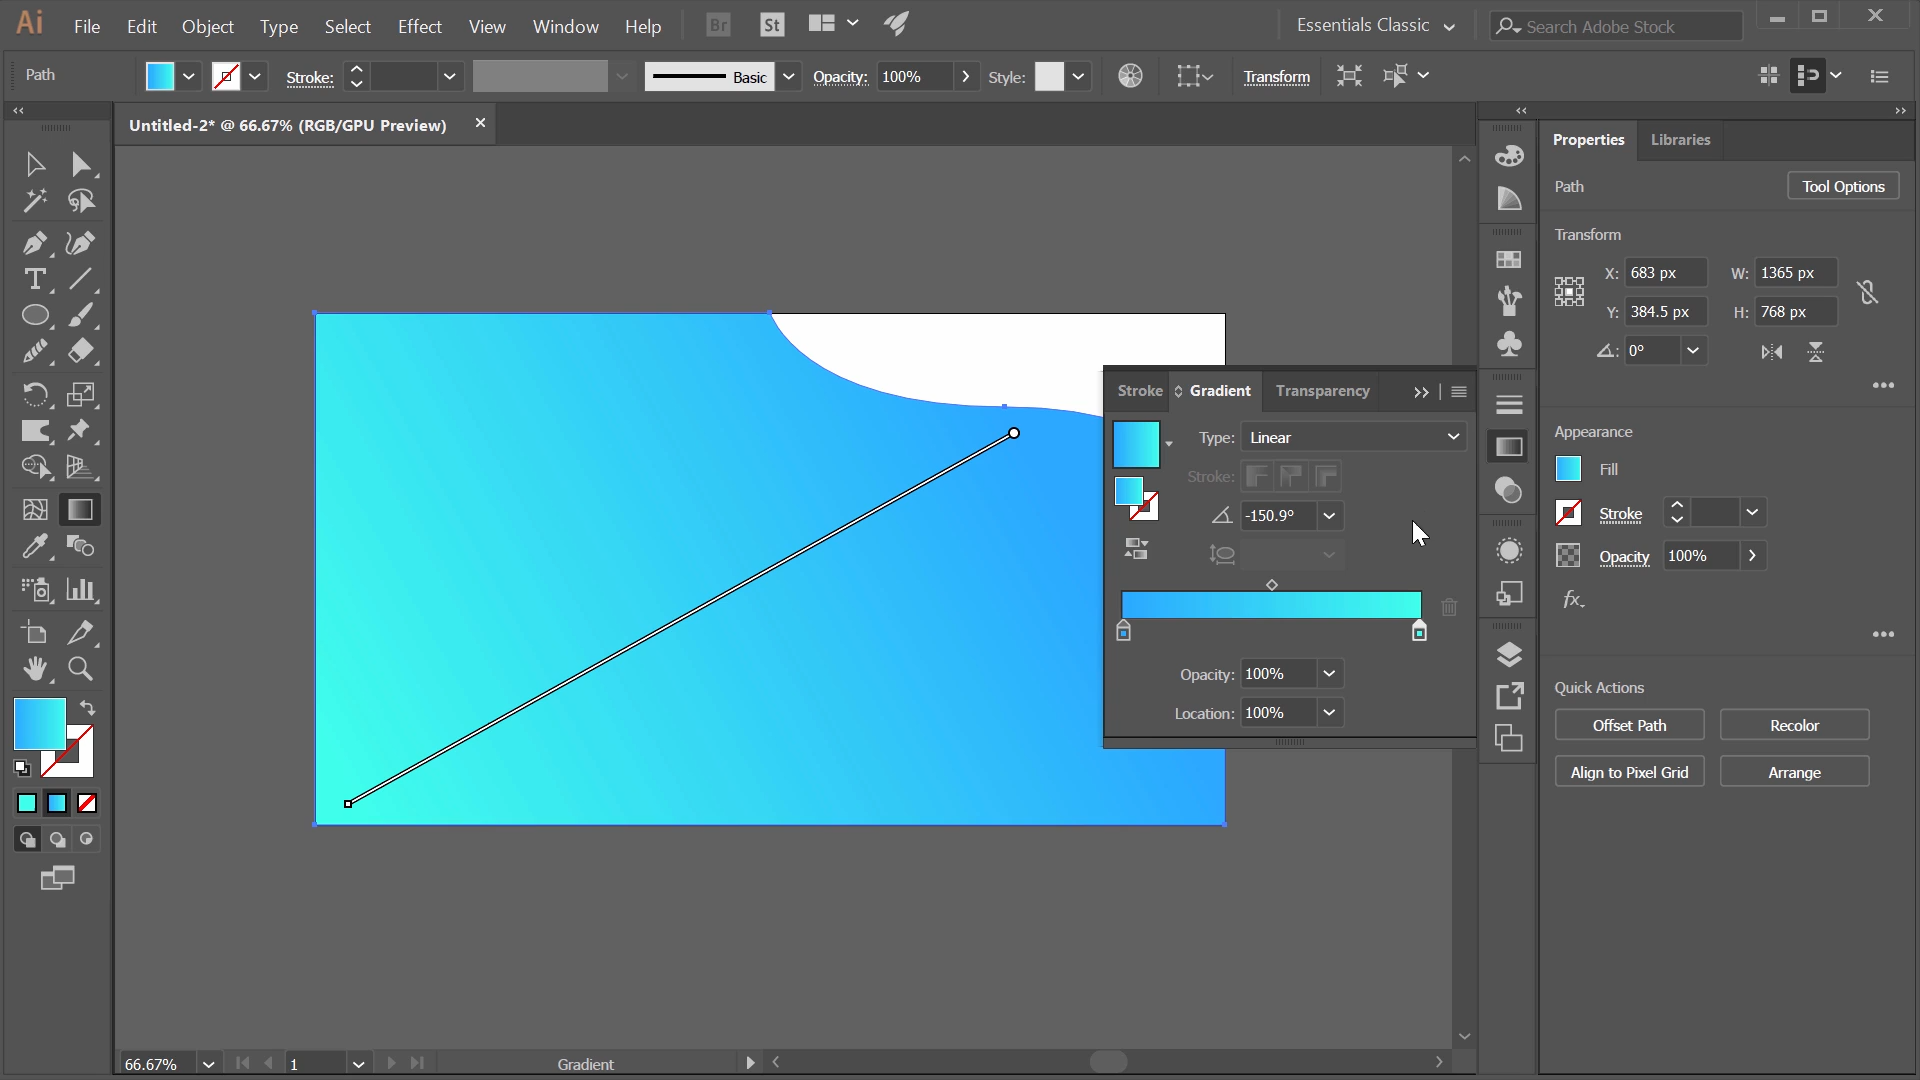 Ai File Edit Object Type Select Effect View Window Help Br St Essentials Classic Search Adobe Stock
Path Stroke: Basic Opacity: 100% Style: Transform
Untitled-2* @ 66.67% (RGB/GPU Preview)
Properties Libraries
Path Tool Options
Transform
X: 683 px W: 1365 px
Y: 384.5 px H: 768 px
0°
Stroke Gradient Transparency
Type: Linear
Stroke:
-150.9°
Opacity: 100%
Location: 100%
Appearance
Fill
Stroke
Opacity 100%
fx
Quick Actions
Offset Path Recolor
Align to Pixel Grid Arrange
66.67% 1 Gradient